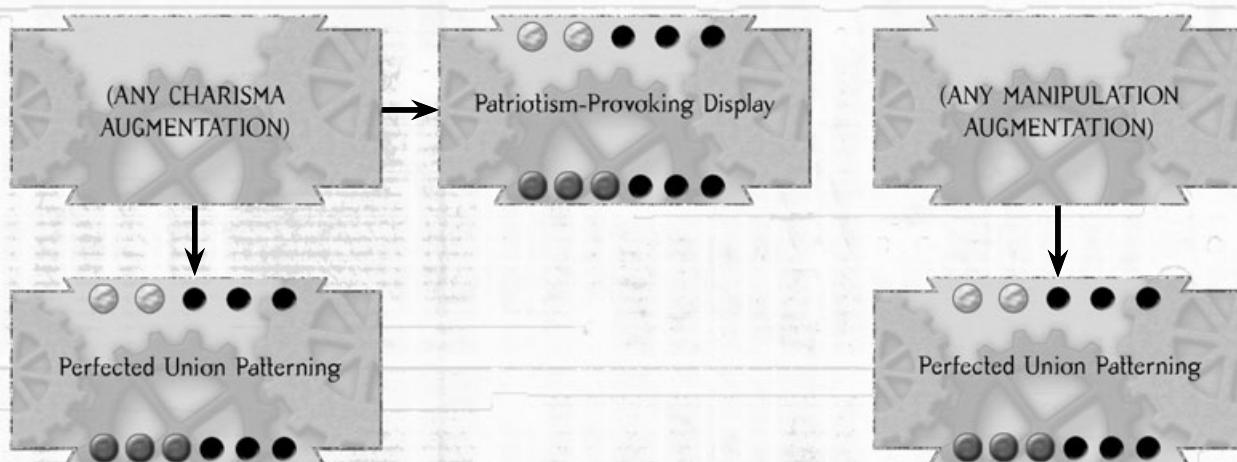 (ANY CHARISMA
AUGMENTATION)
Patriotism-Provoking Display
(ANY MANIPULATION
AUGMENTATION)
Perfected Union Patterning
Perfected Union Patterning